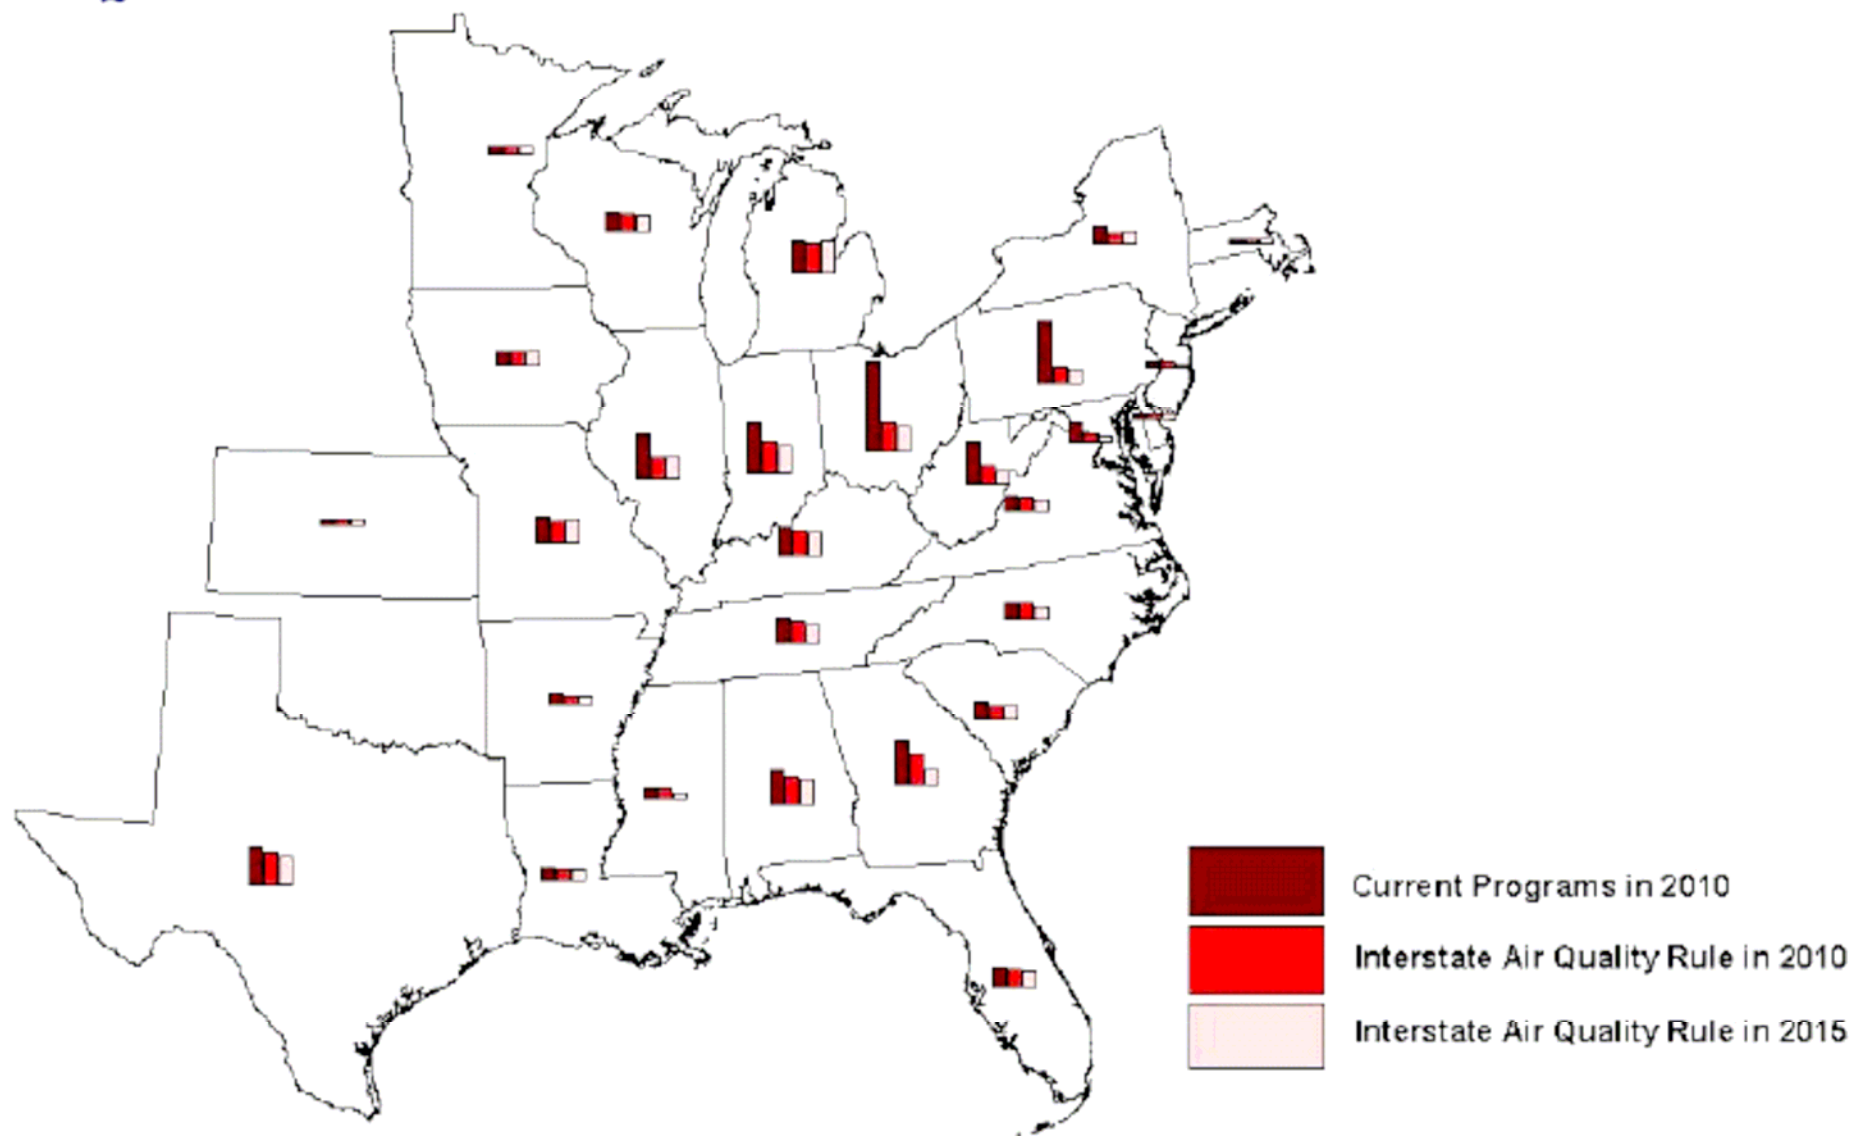 Current Programs in 2010
Interstate Air Quality Rule in 2010
Interstate Air Quality Rule in 2015